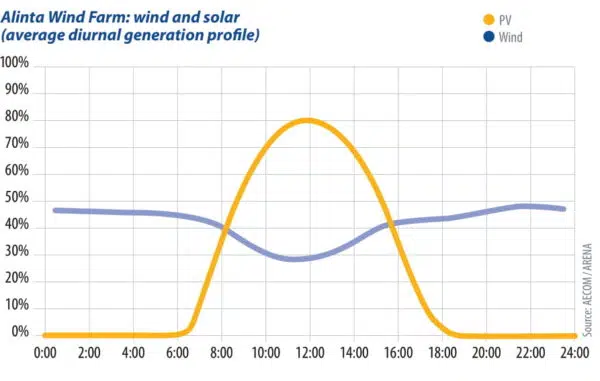 Alinta Wind Farm: wind and solar
(average diurnal generation profile)
PV
Wind
100%
90%
80%
70%
60%
50%
40%
30%
20%
10%
0%
0:00 2:00 4:00 6:00 8:00 10:00 12:00 14:00 16:00 18:00 20:00 22:00 24:00
Source: AECOM / ARENA